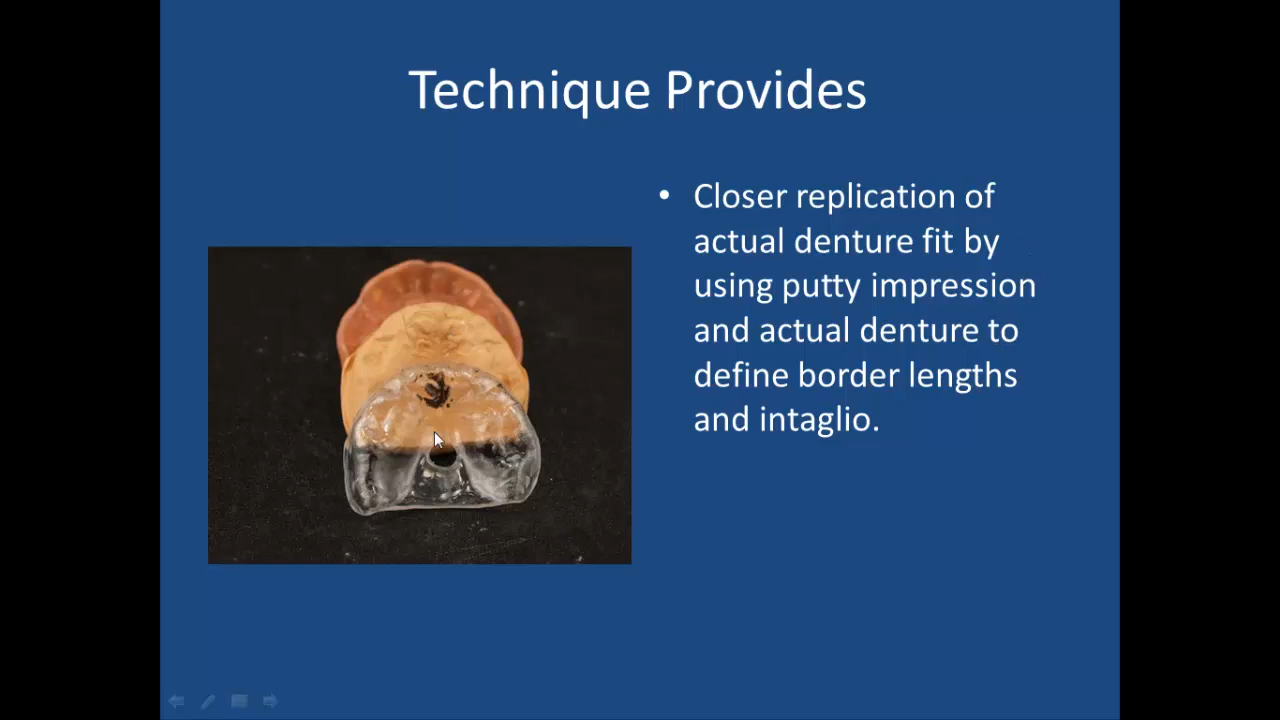 Technique Provides
• Closer replication of
actual denture fit by
using putty impression
and actual denture to
define border lengths
and intaglio.